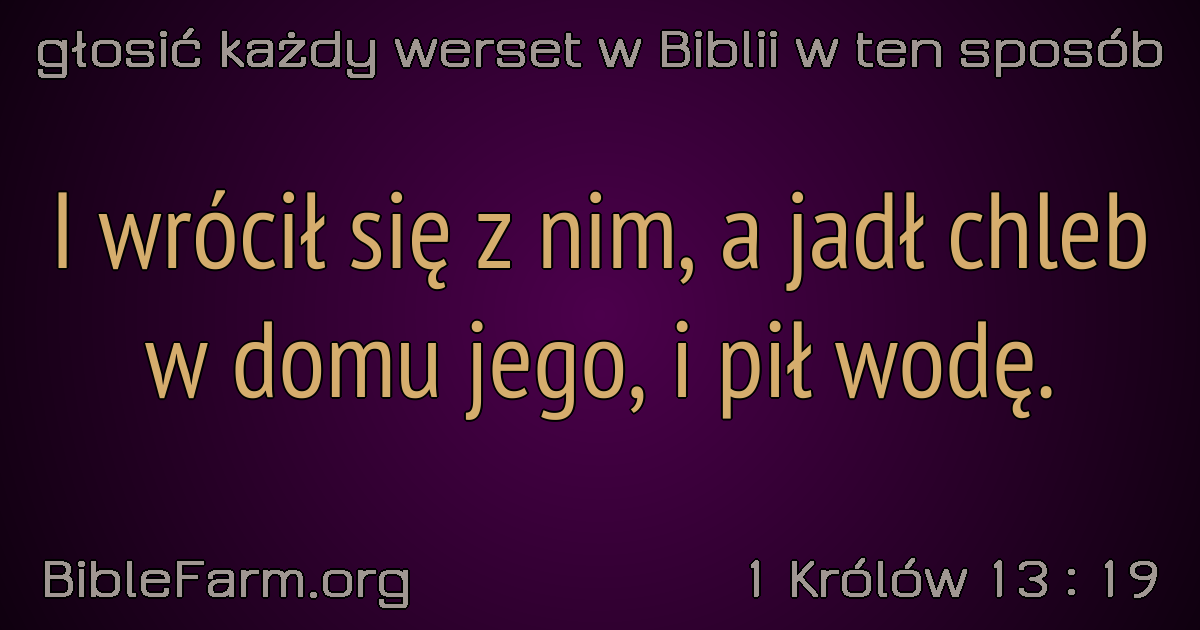 głosić każdy werset w Biblii w ten sposób
I wrócił się z nim, a jadł chleb
w domu jego, i pił wodę.
BibleFarm.org
1 Królów 13 : 19